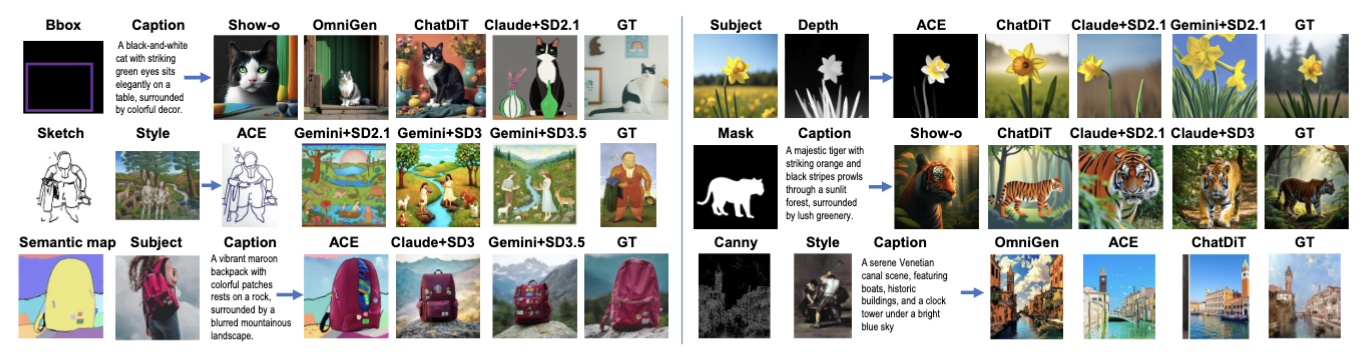 Bbox Caption Show-o OmniGen ChatDiT Claude+SD2.1 GT
A black-and-white
cat with striking
green eyes sits
elegantly on a
table, surrounded
by colorful decor.
Sketch Style ACE Gemini+SD2.1 Gemini+SD3 Gemini+SD3.5 GT
Semantic map Subject Caption ACE Claude+SD3 Gemini+SD3.5 GT
A vibrant maroon
backpack with
colorful patches
rests on a rock,
surrounded by a
blurred mountainous
landscape.
Subject Depth ACE ChatDiT Claude+SD2.1 Gemini+SD2.1 GT
Mask Caption Show-o ChatDiT Claude+SD2.1 Claude+SD3 GT
A majestic tiger with
striking orange and
black stripes prowls
through a sunlit
forest, surrounded
by lush greenery.
Canny Style Caption OmniGen ACE ChatDiT GT
A serene Venetian
canal scene, featuring
boats, historic
buildings, and a clock
tower under a bright
blue sky